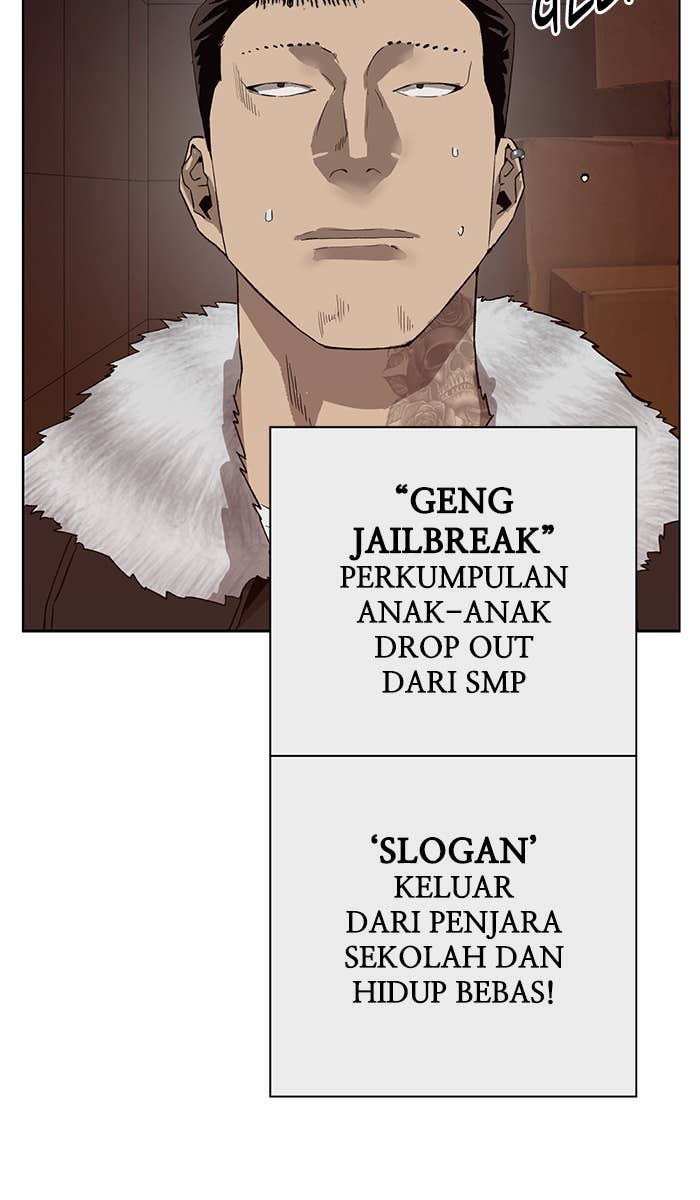 “GENG
JAILBREAK”
PERKUMPULAN
ANAK-ANAK
DROP OUT
DARI SMP
‘SLOGAN’
KELUAR
DARI PENJARA
SEKOLAH DAN
HIDUP BEBAS!